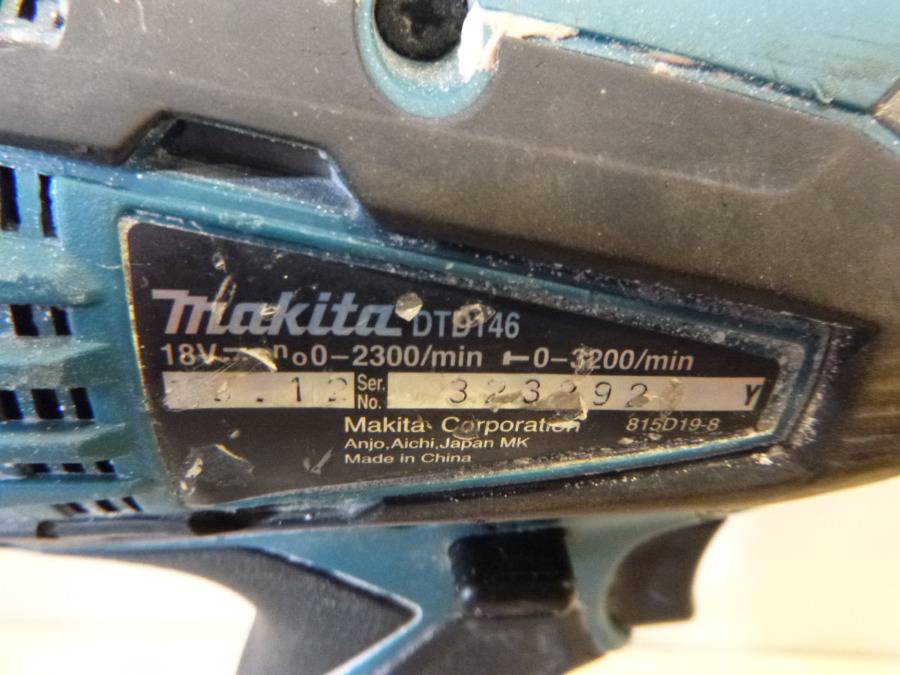 makita DTD146
18V n₀0-2300/min 0-3200/min
.12 Ser. No. Y
Makita Corporation 815D19-8
Anjo,Aichi,Japan MK
Made in China